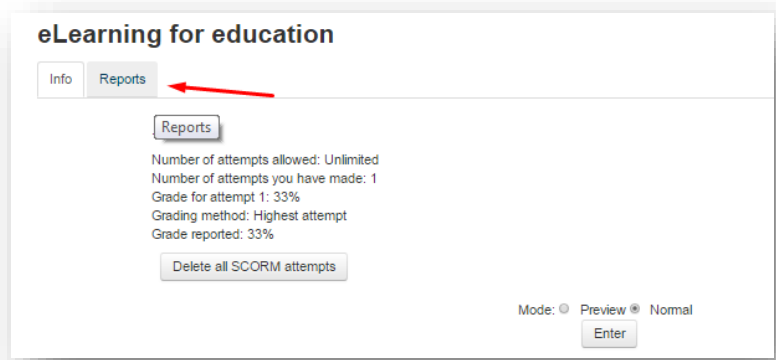 eLearning for education
Info Reports
Reports
Number of attempts allowed: Unlimited
Number of attempts you have made: 1
Grade for attempt 1: 33%
Grading method: Highest attempt
Grade reported: 33%
Delete all SCORM attempts
Mode: Preview Normal
Enter